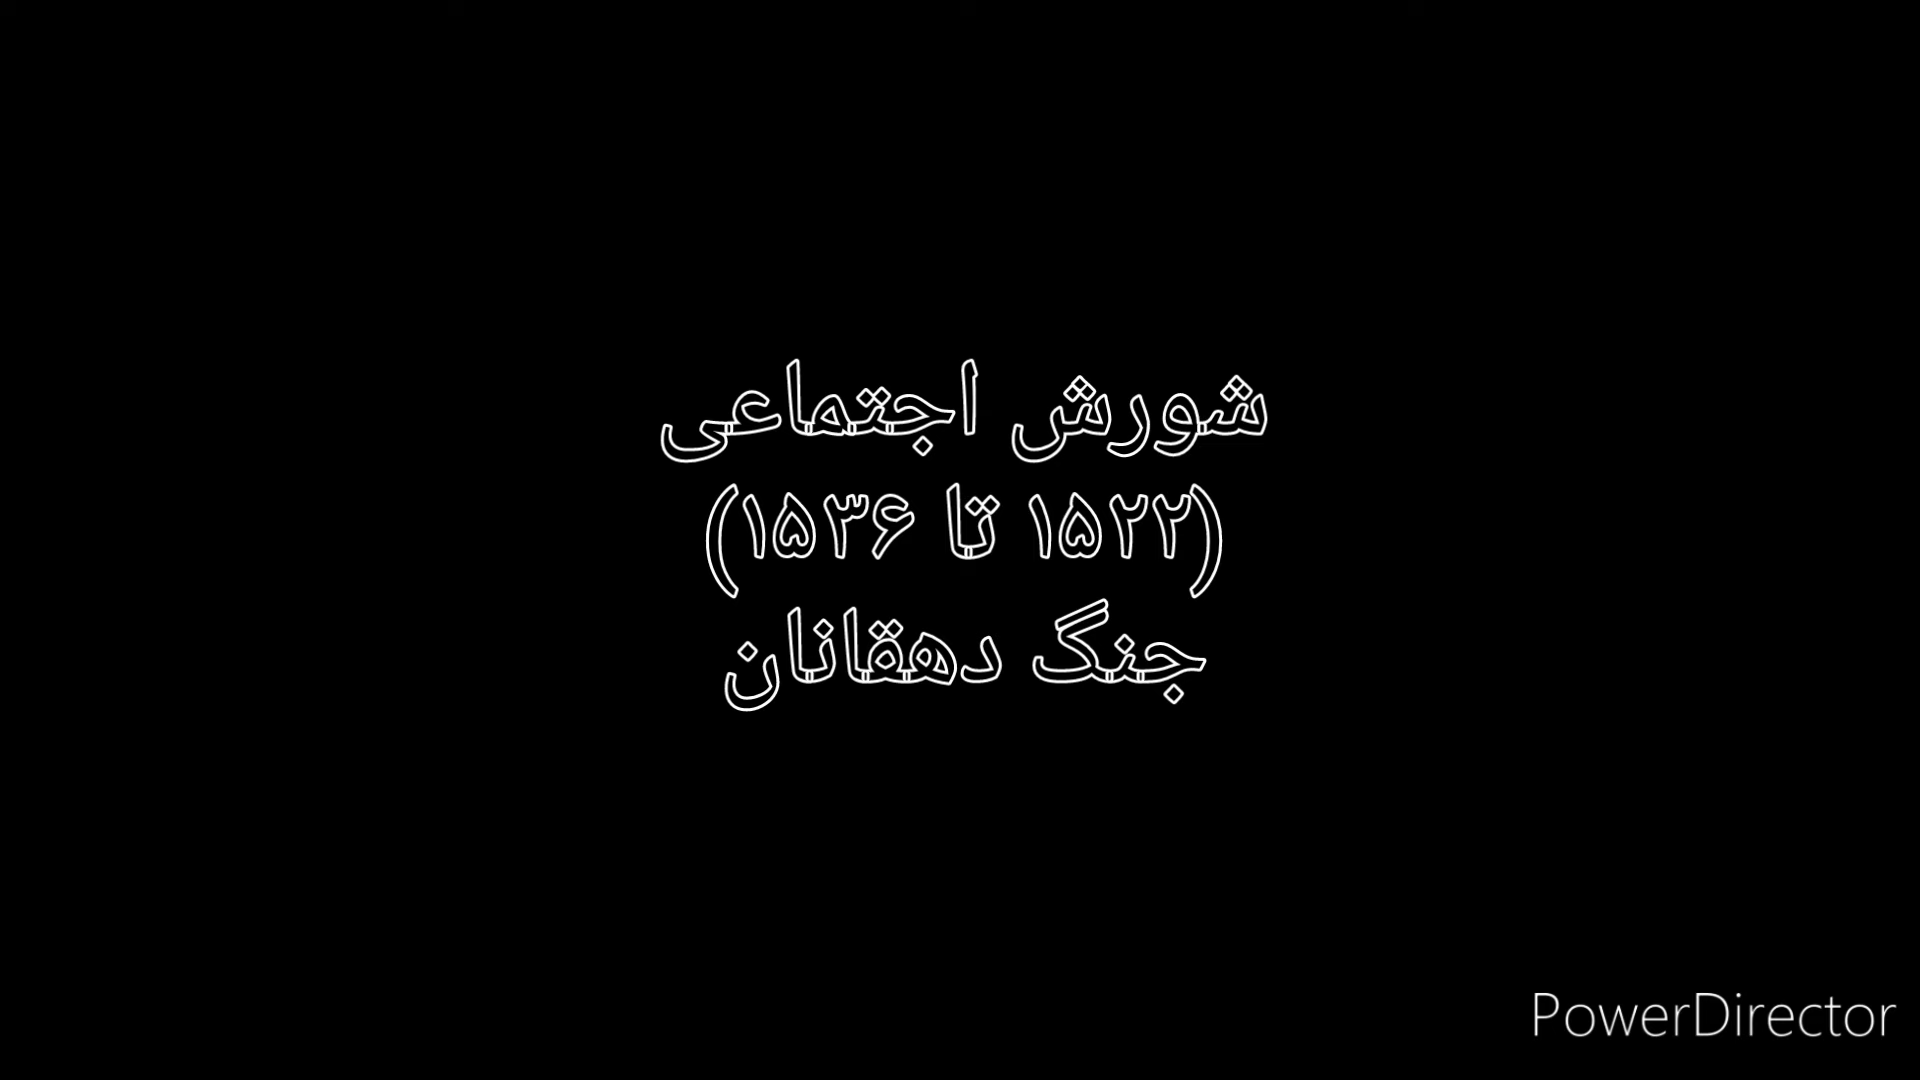 شورش اجتماعی
(۱۵۲۲ تا ۱۵۳۶)
جنگ دهقانان
PowerDirector